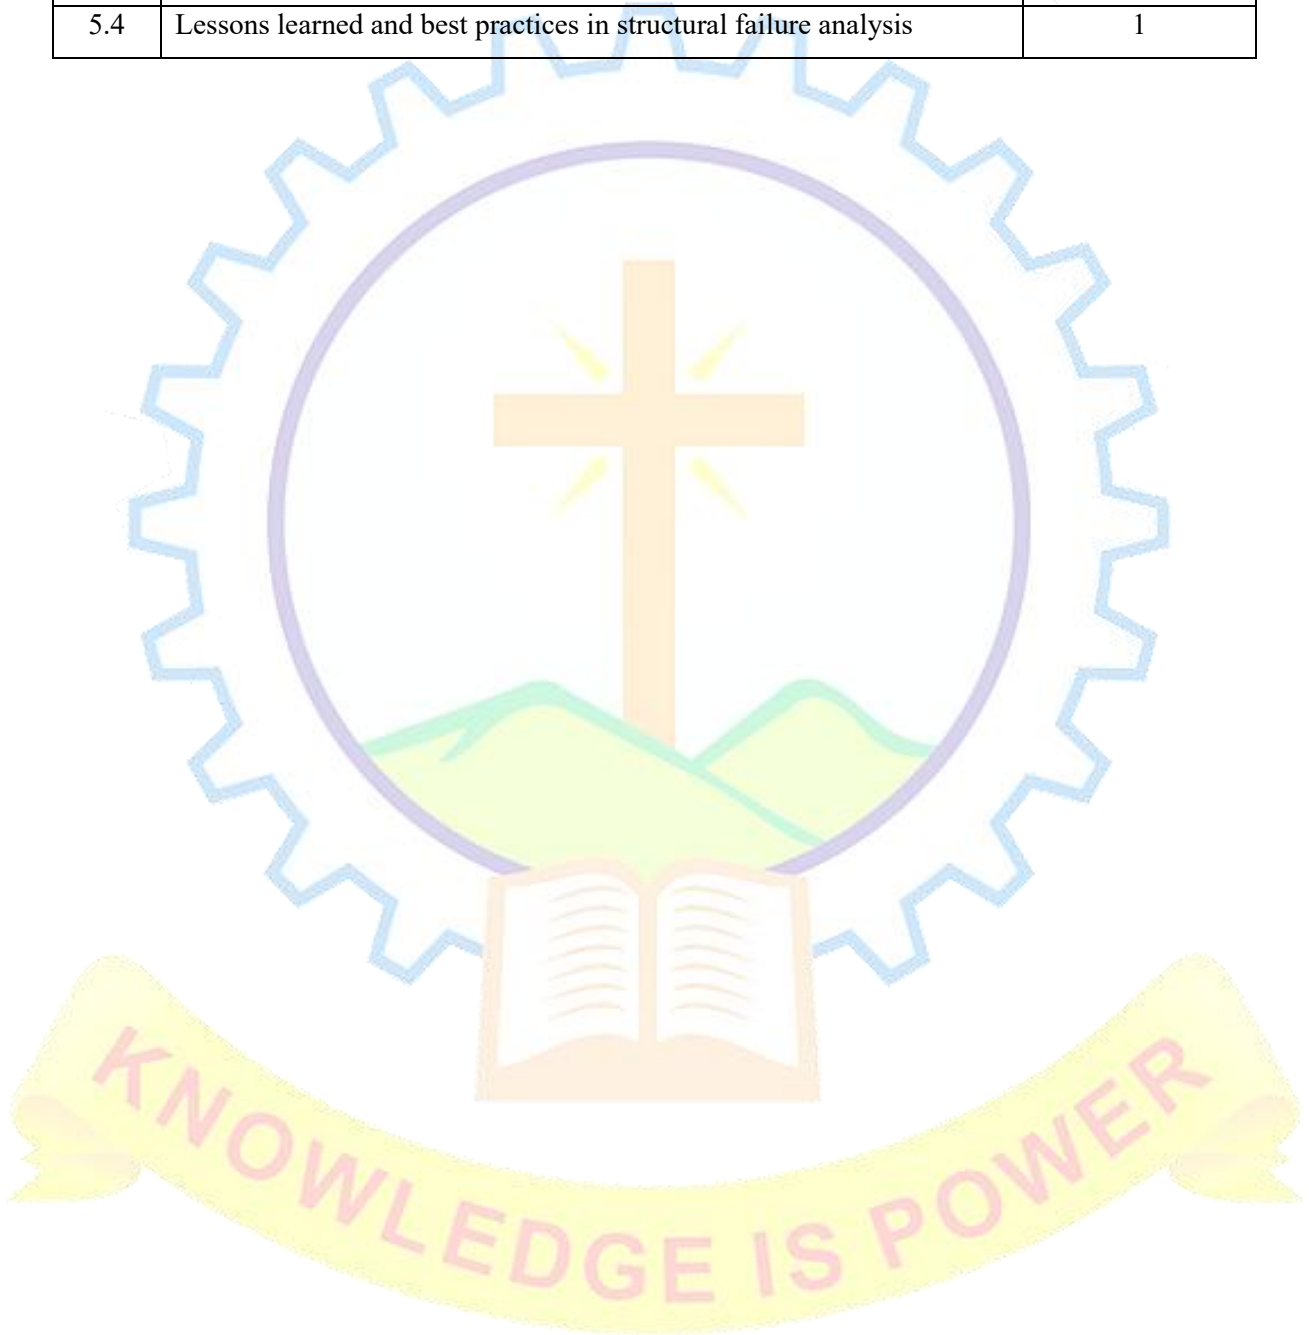 5.4 Lessons learned and best practices in structural failure analysis 1
KNOWLEDGE IS POWER